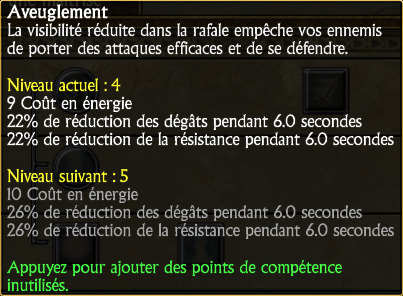 Aveuglement
La visibilité réduite dans la rafale empêche vos ennemis
de porter des attaques efficaces et de se défendre.
Niveau actuel : 4
9 Coût en énergie
22% de réduction des dégâts pendant 6.0 secondes
22% de réduction de la résistance pendant 6.0 secondes
Niveau suivant : 5
10 Coût en énergie
26% de réduction des dégâts pendant 6.0 secondes
26% de réduction de la résistance pendant 6.0 secondes
Appuyez pour ajouter des points de compétence
inutilisés.